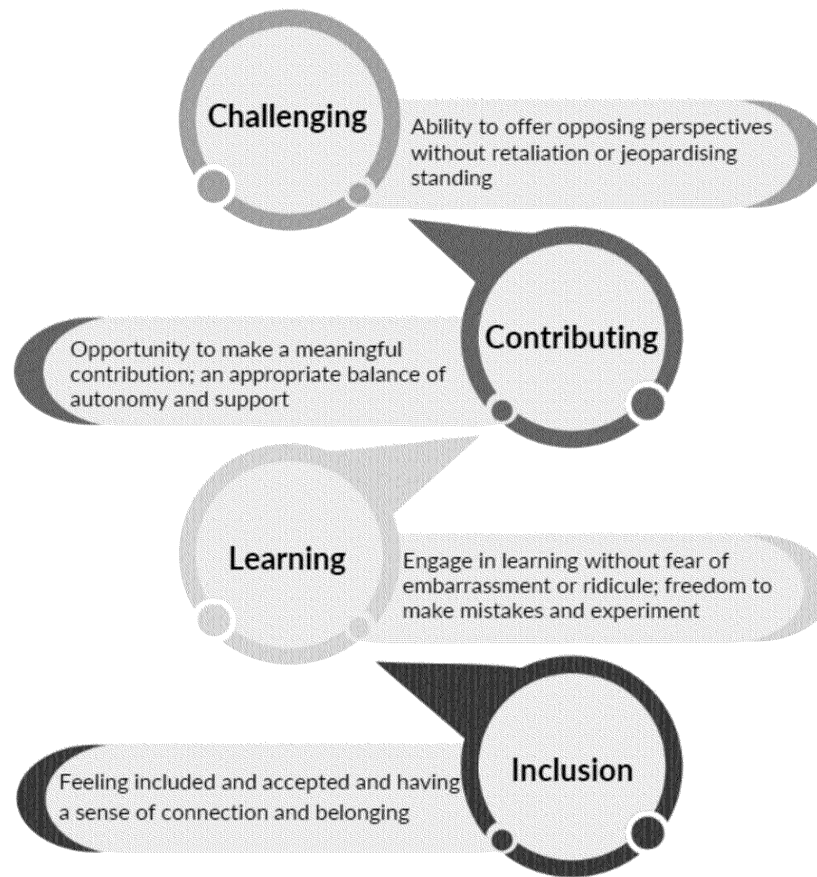 Challenging
Ability to offer opposing perspectives
without retaliation or jeopardising
standing
Contributing
Opportunity to make a meaningful
contribution; an appropriate balance of
autonomy and support
Learning
Engage in learning without fear of
embarrassment or ridicule; freedom to
make mistakes and experiment
Inclusion
Feeling included and accepted and having
a sense of connection and belonging